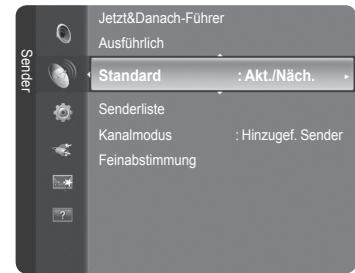 Sender
Jetzt&Danach-Führer
Ausführlich
Standard : Akt./Näch.
Senderliste
Kanalmodus : Hinzugef. Sender
Feinabstimmung
?